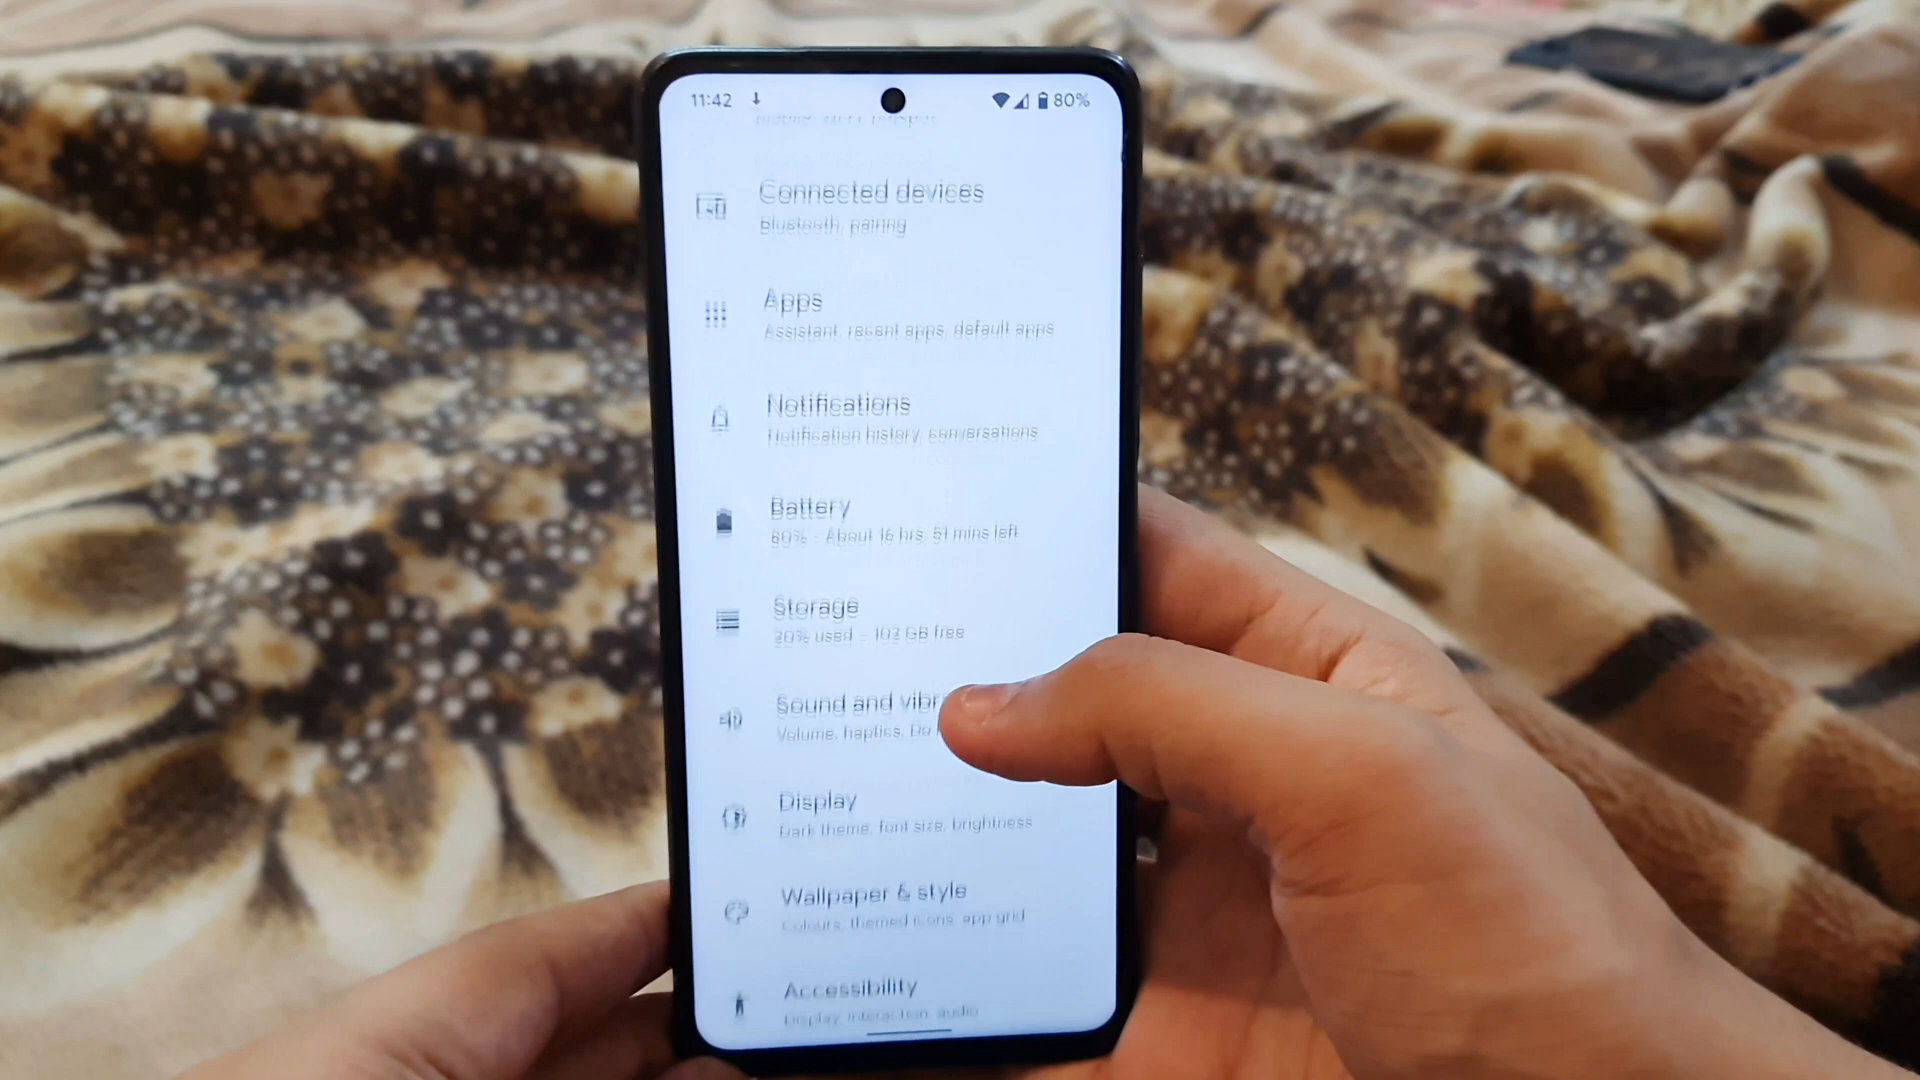 11:42 80%
Connected devices
Bluetooth, pairing
Apps
Assistant, recent apps, default apps
Notifications
Notification history, conversations
Battery
80% - About 16 hrs, 51 mins left
Storage
20% used - 102 GB free
Sound and vibr
Volume, haptics, Do
Display
Dark theme, font size, brightness
Wallpaper & style
Colours, themed icons, app grid
Accessibility
Display, interaction, audio